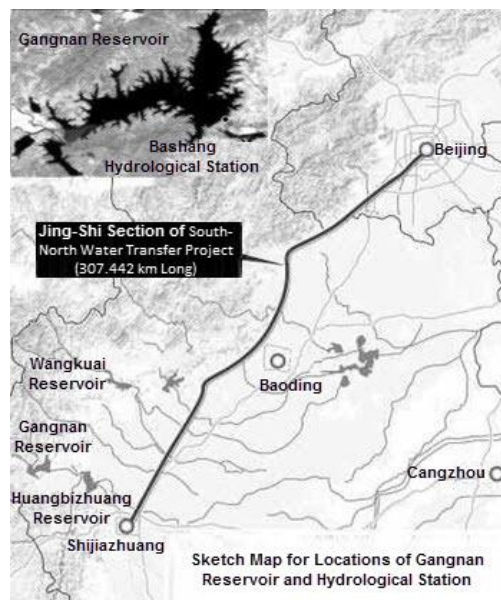 Gangnan Reservoir
Bashang
Hydrological Station
Beijing
Jing-Shi Section of South-
North Water Transfer Project
(307.442 km Long)
Wangkuai
Reservoir
Baoding
Gangnan
Reservoir
Cangzhou
Huangbizhuang
Reservoir
Shijiazhuang
Sketch Map for Locations of Gangnan
Reservoir and Hydrological Station